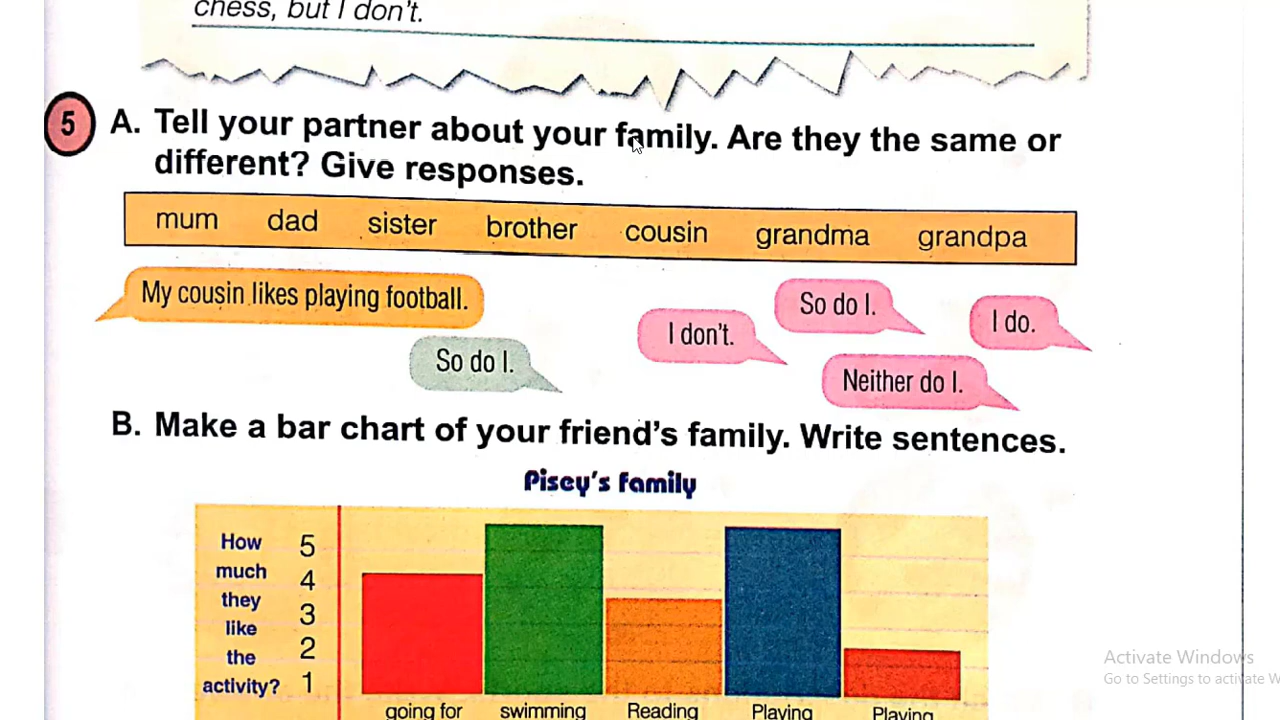 chess, but I don't.
5 A. Tell your partner about your family. Are they the same or
different? Give responses.
mum dad sister brother cousin grandma grandpa
My cousin likes playing football.
So do I.
I don't.
So do I.
I do.
Neither do I.
B. Make a bar chart of your friend's family. Write sentences.
Pisey's family
How
much
they
like
the
activity?
5
4
3
2
1
going for
swimming
Reading
Playing
Playing
Activate Windows
Go to Settings to activate W